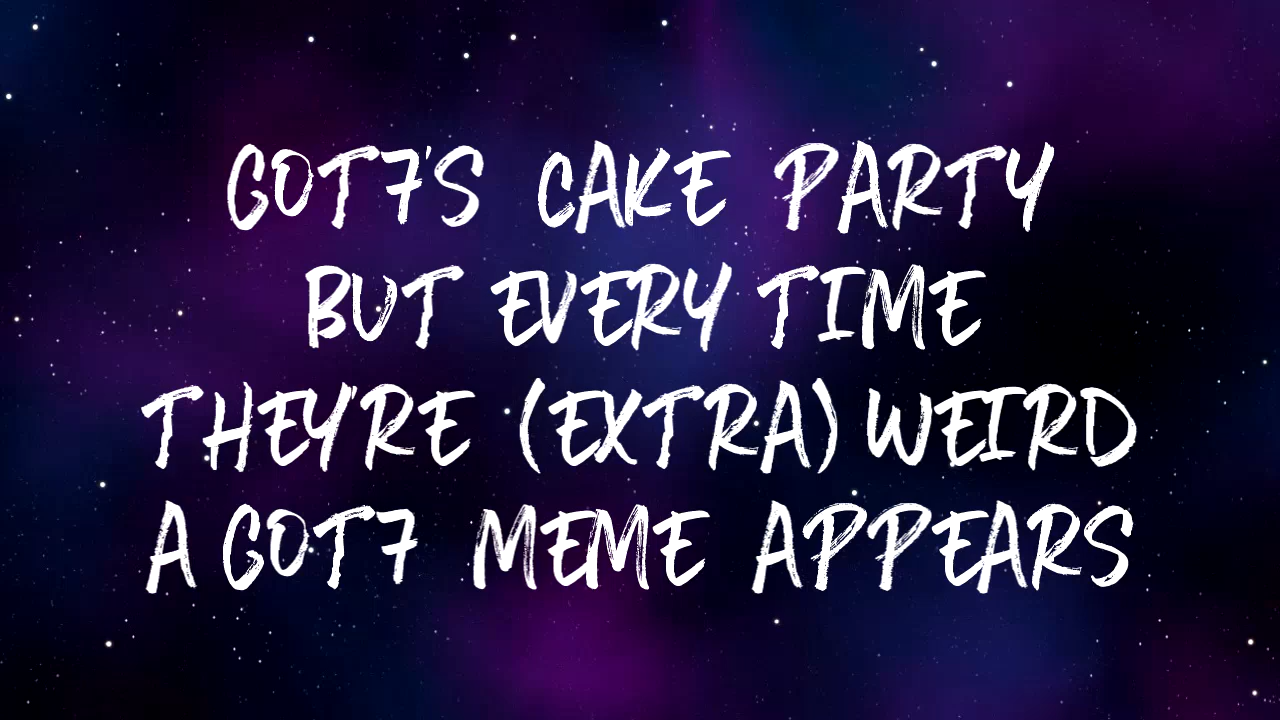 GOT7'S CAKE PARTY
BUT EVERY TIME
THEY'RE (EXTRA) WEIRD
A GOT7 MEME APPEARS